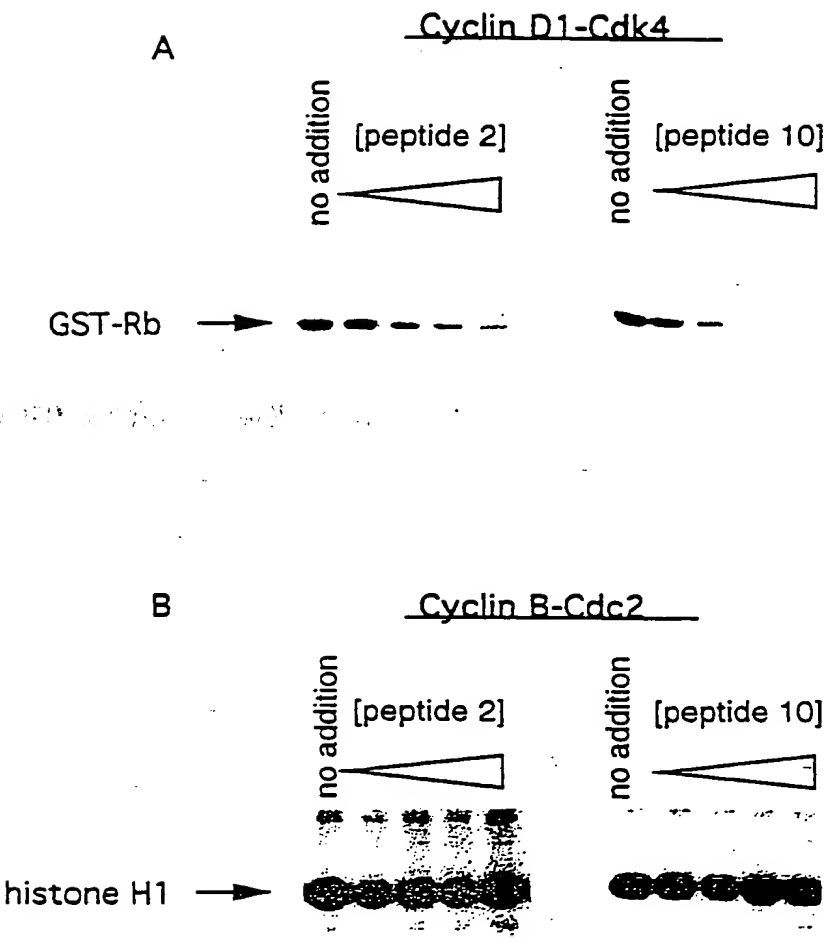 A
Cyclin D1-Cdk4
no addition
[peptide 2]
no addition
[peptide 10]
GST-Rb
B
Cyclin B-Cdc2
no addition
[peptide 2]
no addition
[peptide 10]
histone H1